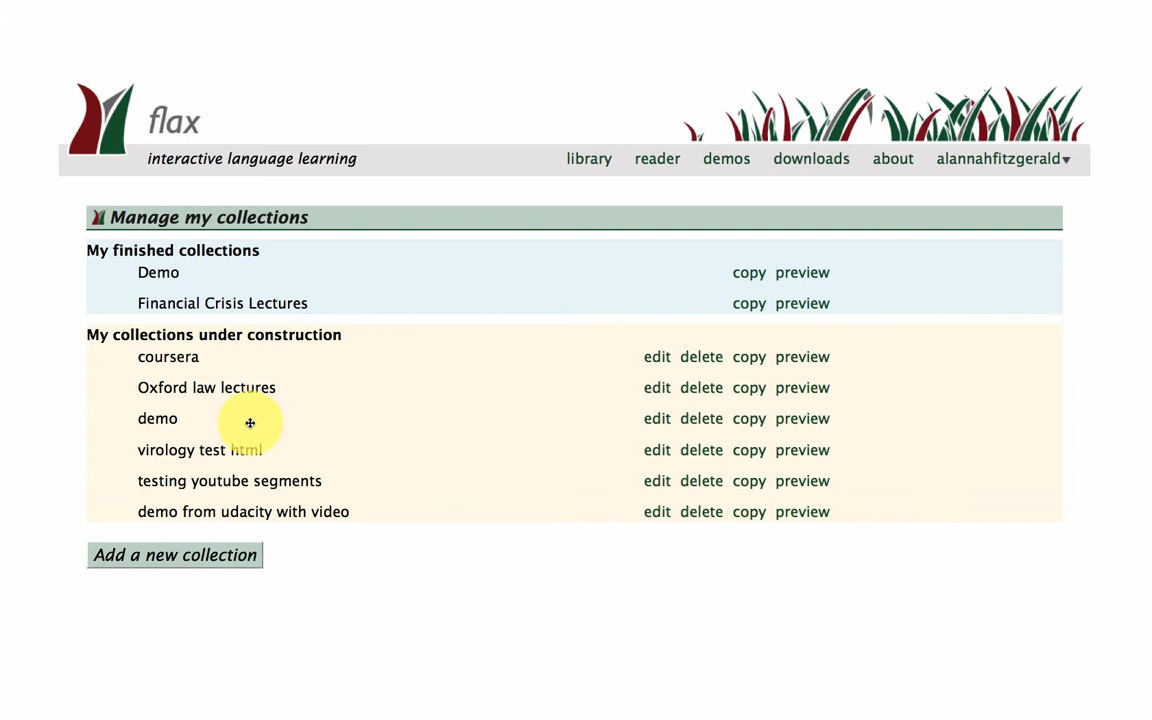 flax
interactive language learning
library reader demos downloads about alannahfitzgerald
Manage my collections
My finished collections
Demo copy preview
Financial Crisis Lectures copy preview
My collections under construction
coursera edit delete copy preview
Oxford law lectures edit delete copy preview
demo edit delete copy preview
virology test html edit delete copy preview
testing youtube segments edit delete copy preview
demo from udacity with video edit delete copy preview
Add a new collection